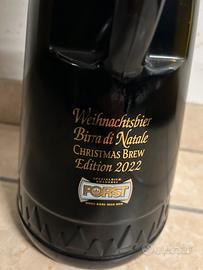 Weihnachtsbier
Birra di Natale
CHRISTMAS BREW
Edition 2022
FORST